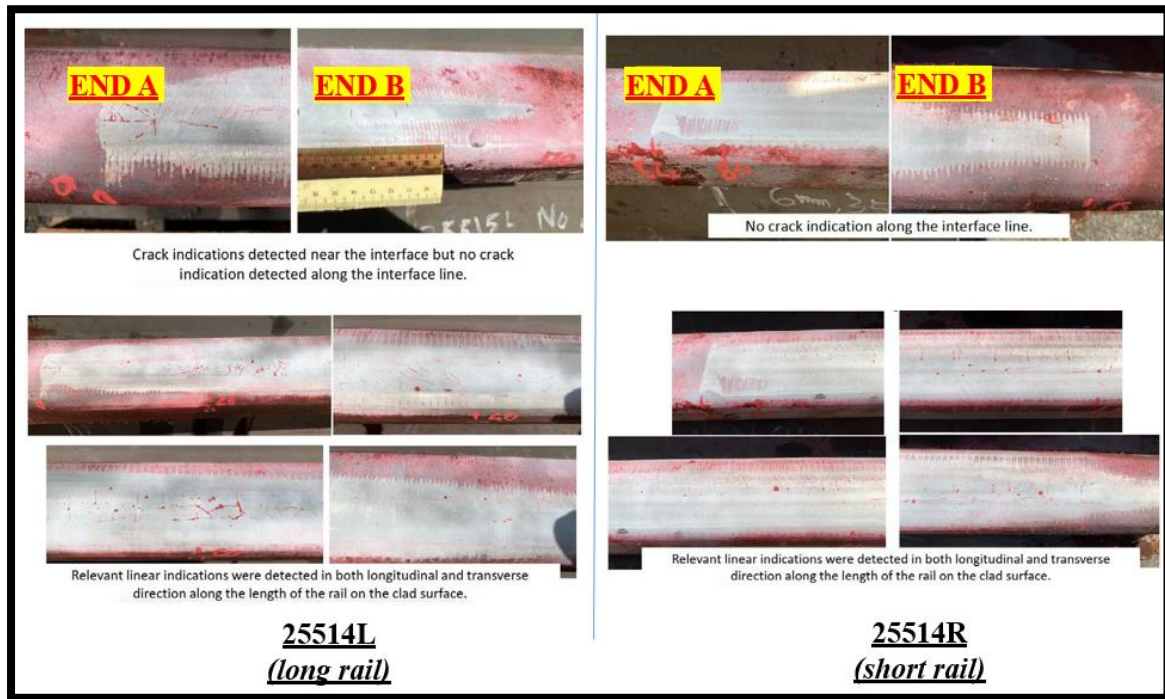 END A
END B
Crack indications detected near the interface but no crack
indication detected along the interface line.
Relevant linear indications were detected in both longitudinal and transverse
direction along the length of the rail on the clad surface.
25514L
(long rail)
END A
END B
6mm
No crack indication along the interface line.
Relevant linear indications were detected in both longitudinal and transverse
direction along the length of the rail on the clad surface.
25514R
(short rail)